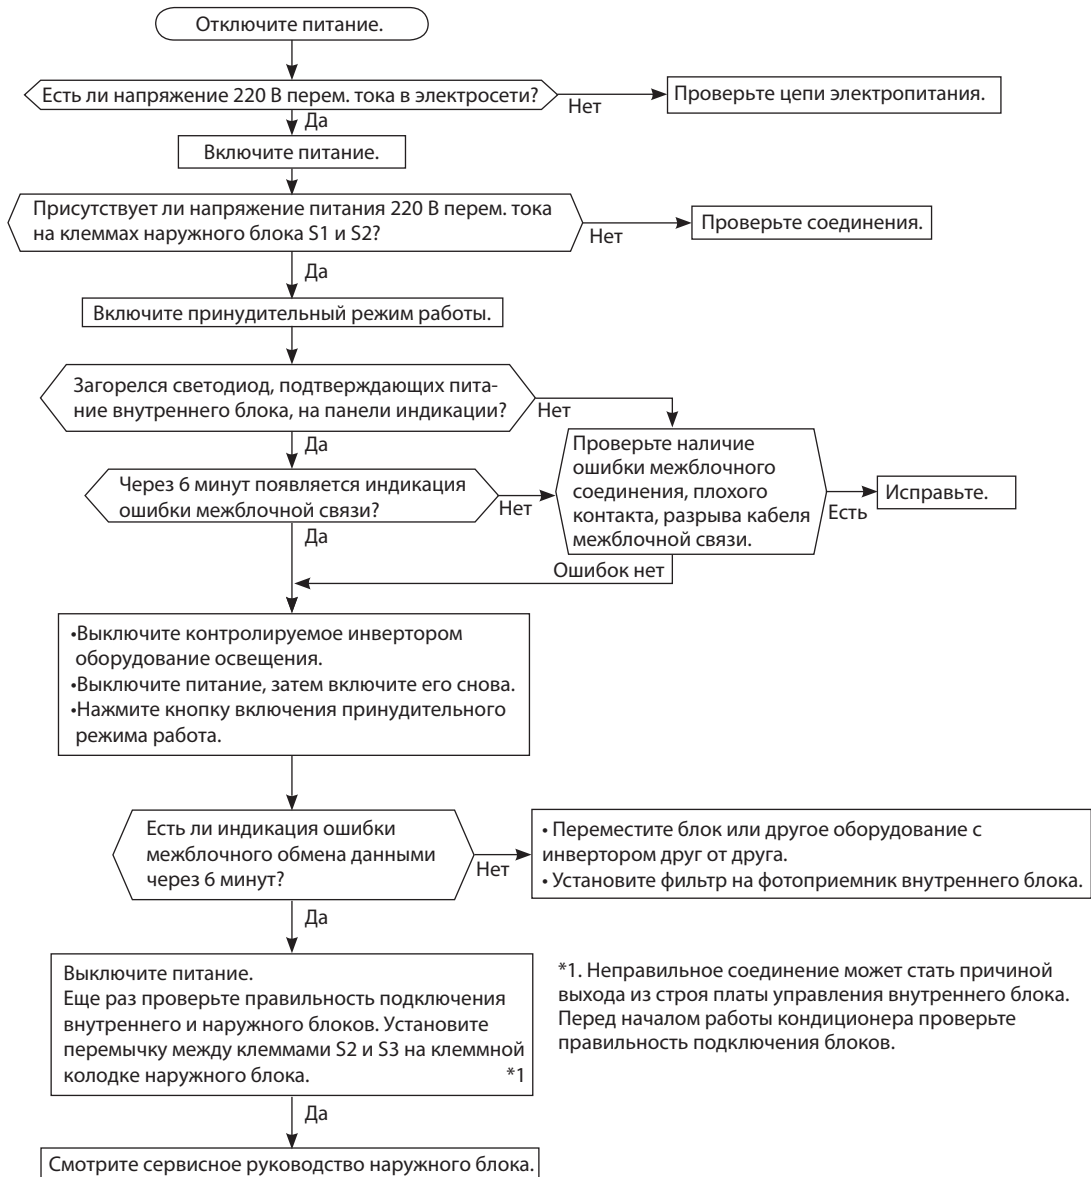 Отключите питание.
Есть ли напряжение 220 В перем. тока в электросети?
Нет
Проверьте цепи электропитания.
Да
Включите питание.
Присутствует ли напряжение питания 220 В перем. тока
на клеммах наружного блока S1 и S2?
Нет
Проверьте соединения.
Да
Включите принудительный режим работы.
Загорелся светодиод, подтверждающих пита-
ние внутреннего блока, на панели индикации?
Нет
Да
Через 6 минут появляется индикация
ошибки межблочной связи?
Нет
Проверьте наличие
ошибки межблочного
соединения, плохого
контакта, разрыва кабеля
межблочной связи.
Есть
Исправьте.
Да
Ошибок нет
•Выключите контролируемое инвертором
оборудование освещения.
•Выключите питание, затем включите его снова.
•Нажмите кнопку включения принудительного
режима работа.
Есть ли индикация ошибки
межблочного обмена данными
через 6 минут?
Нет
• Переместите блок или другое оборудование с
инвертором друг от друга.
• Установите фильтр на фотоприемник внутреннего блока.
Да
Выключите питание.
Еще раз проверьте правильность подключения
внутреннего и наружного блоков. Установите
перемычку между клеммами S2 и S3 на клеммной
колодке наружного блока. *1
*1. Неправильное соединение может стать причиной
выхода из строя платы управления внутреннего блока.
Перед началом работы кондиционера проверьте
правильность подключения блоков.
Да
Смотрите сервисное руководство наружного блока.